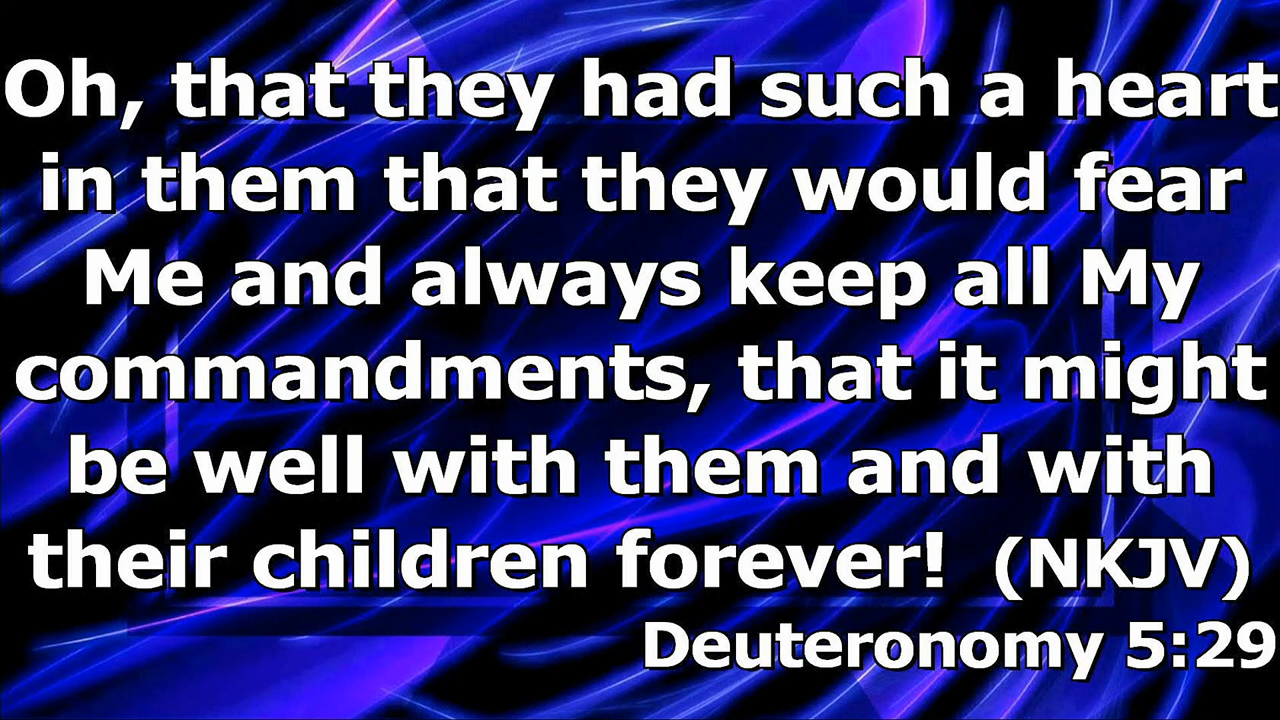 Oh, that they had such a heart
in them that they would fear
Me and always keep all My
commandments, that it might
be well with them and with
their children forever!  (NKJV)
Deuteronomy 5:29